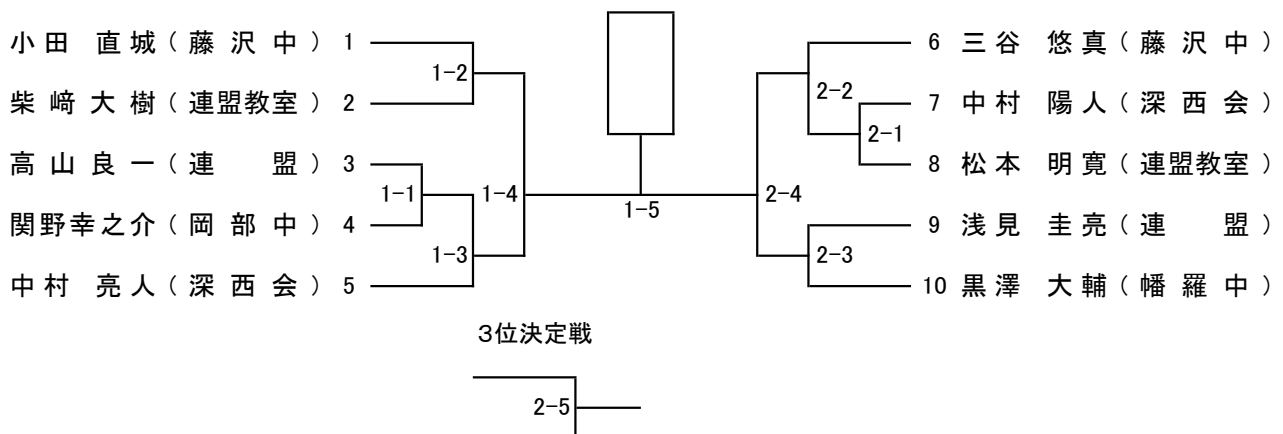 小田 直城（藤沢中） 1
柴﨑大樹（連盟教室） 2
高山良一（連 盟） 3
関野幸之介（岡部中） 4
中村 亮人（深西会） 5
1-2
1-1
1-3
1-4
1-5
2-4
2-2
2-1
2-3
6 三谷 悠真（藤沢中）
7 中村 陽人（深西会）
8 松本 明寛（連盟教室）
9 浅見 圭亮（連 盟）
10 黒澤 大輔（幡羅中）
３位決定戦
2-5